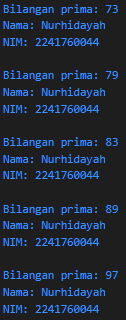 Bilangan prima: 73
Nama: Nurhidayah
NIM: 2241760044
Bilangan prima: 79
Nama: Nurhidayah
NIM: 2241760044
Bilangan prima: 83
Nama: Nurhidayah
NIM: 2241760044
Bilangan prima: 89
Nama: Nurhidayah
NIM: 2241760044
Bilangan prima: 97
Nama: Nurhidayah
NIM: 2241760044